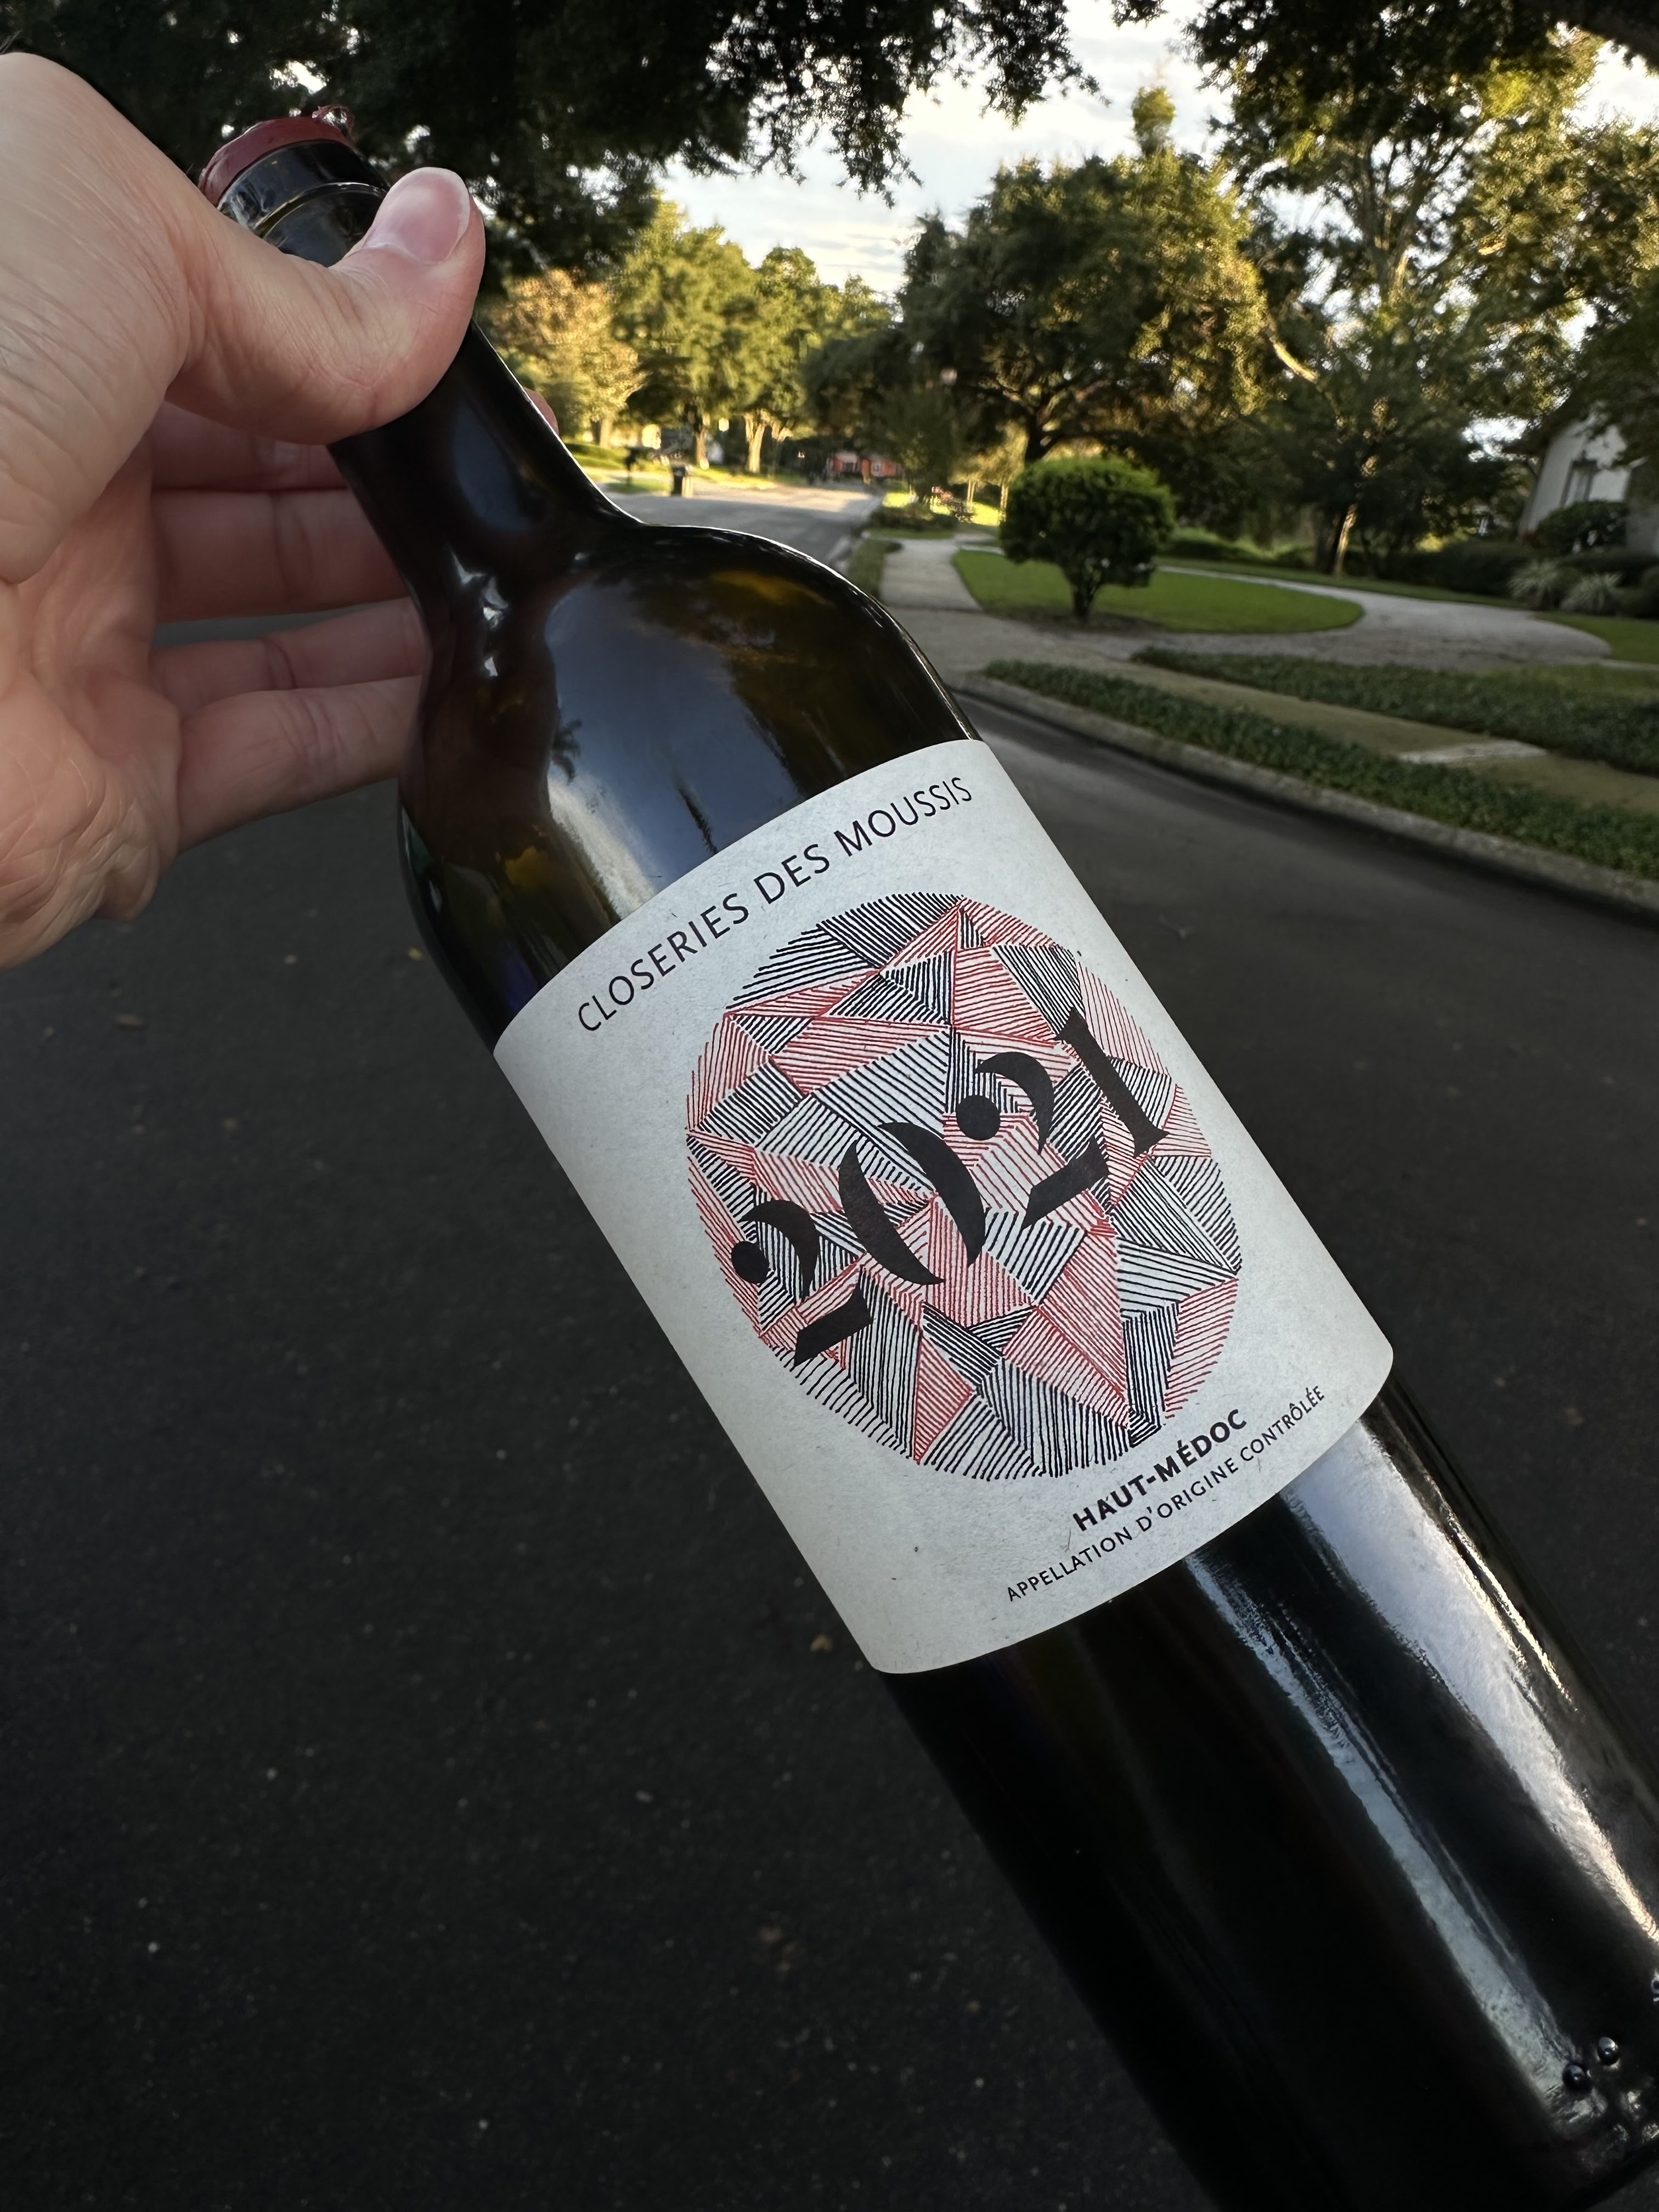 CLOSERIES DES MOUSSIS
2021
HAUT-MÉDOC
APPELLATION D'ORIGINE CONTRÔLÉE